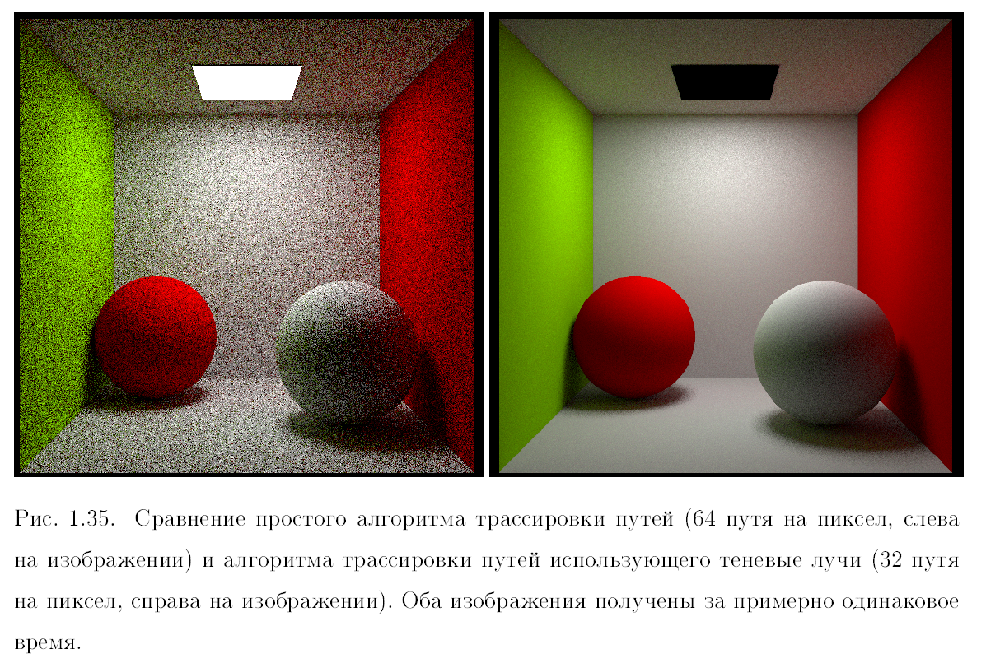 Рис. 1.35. Сравнение простого алгоритма трассировки путей (64 путя на пиксел, слева
на изображении) и алгоритма трассировки путей использующего теневые лучи (32 путя
на пиксел, справа на изображении). Оба изображения получены за примерно одинаковое
время.